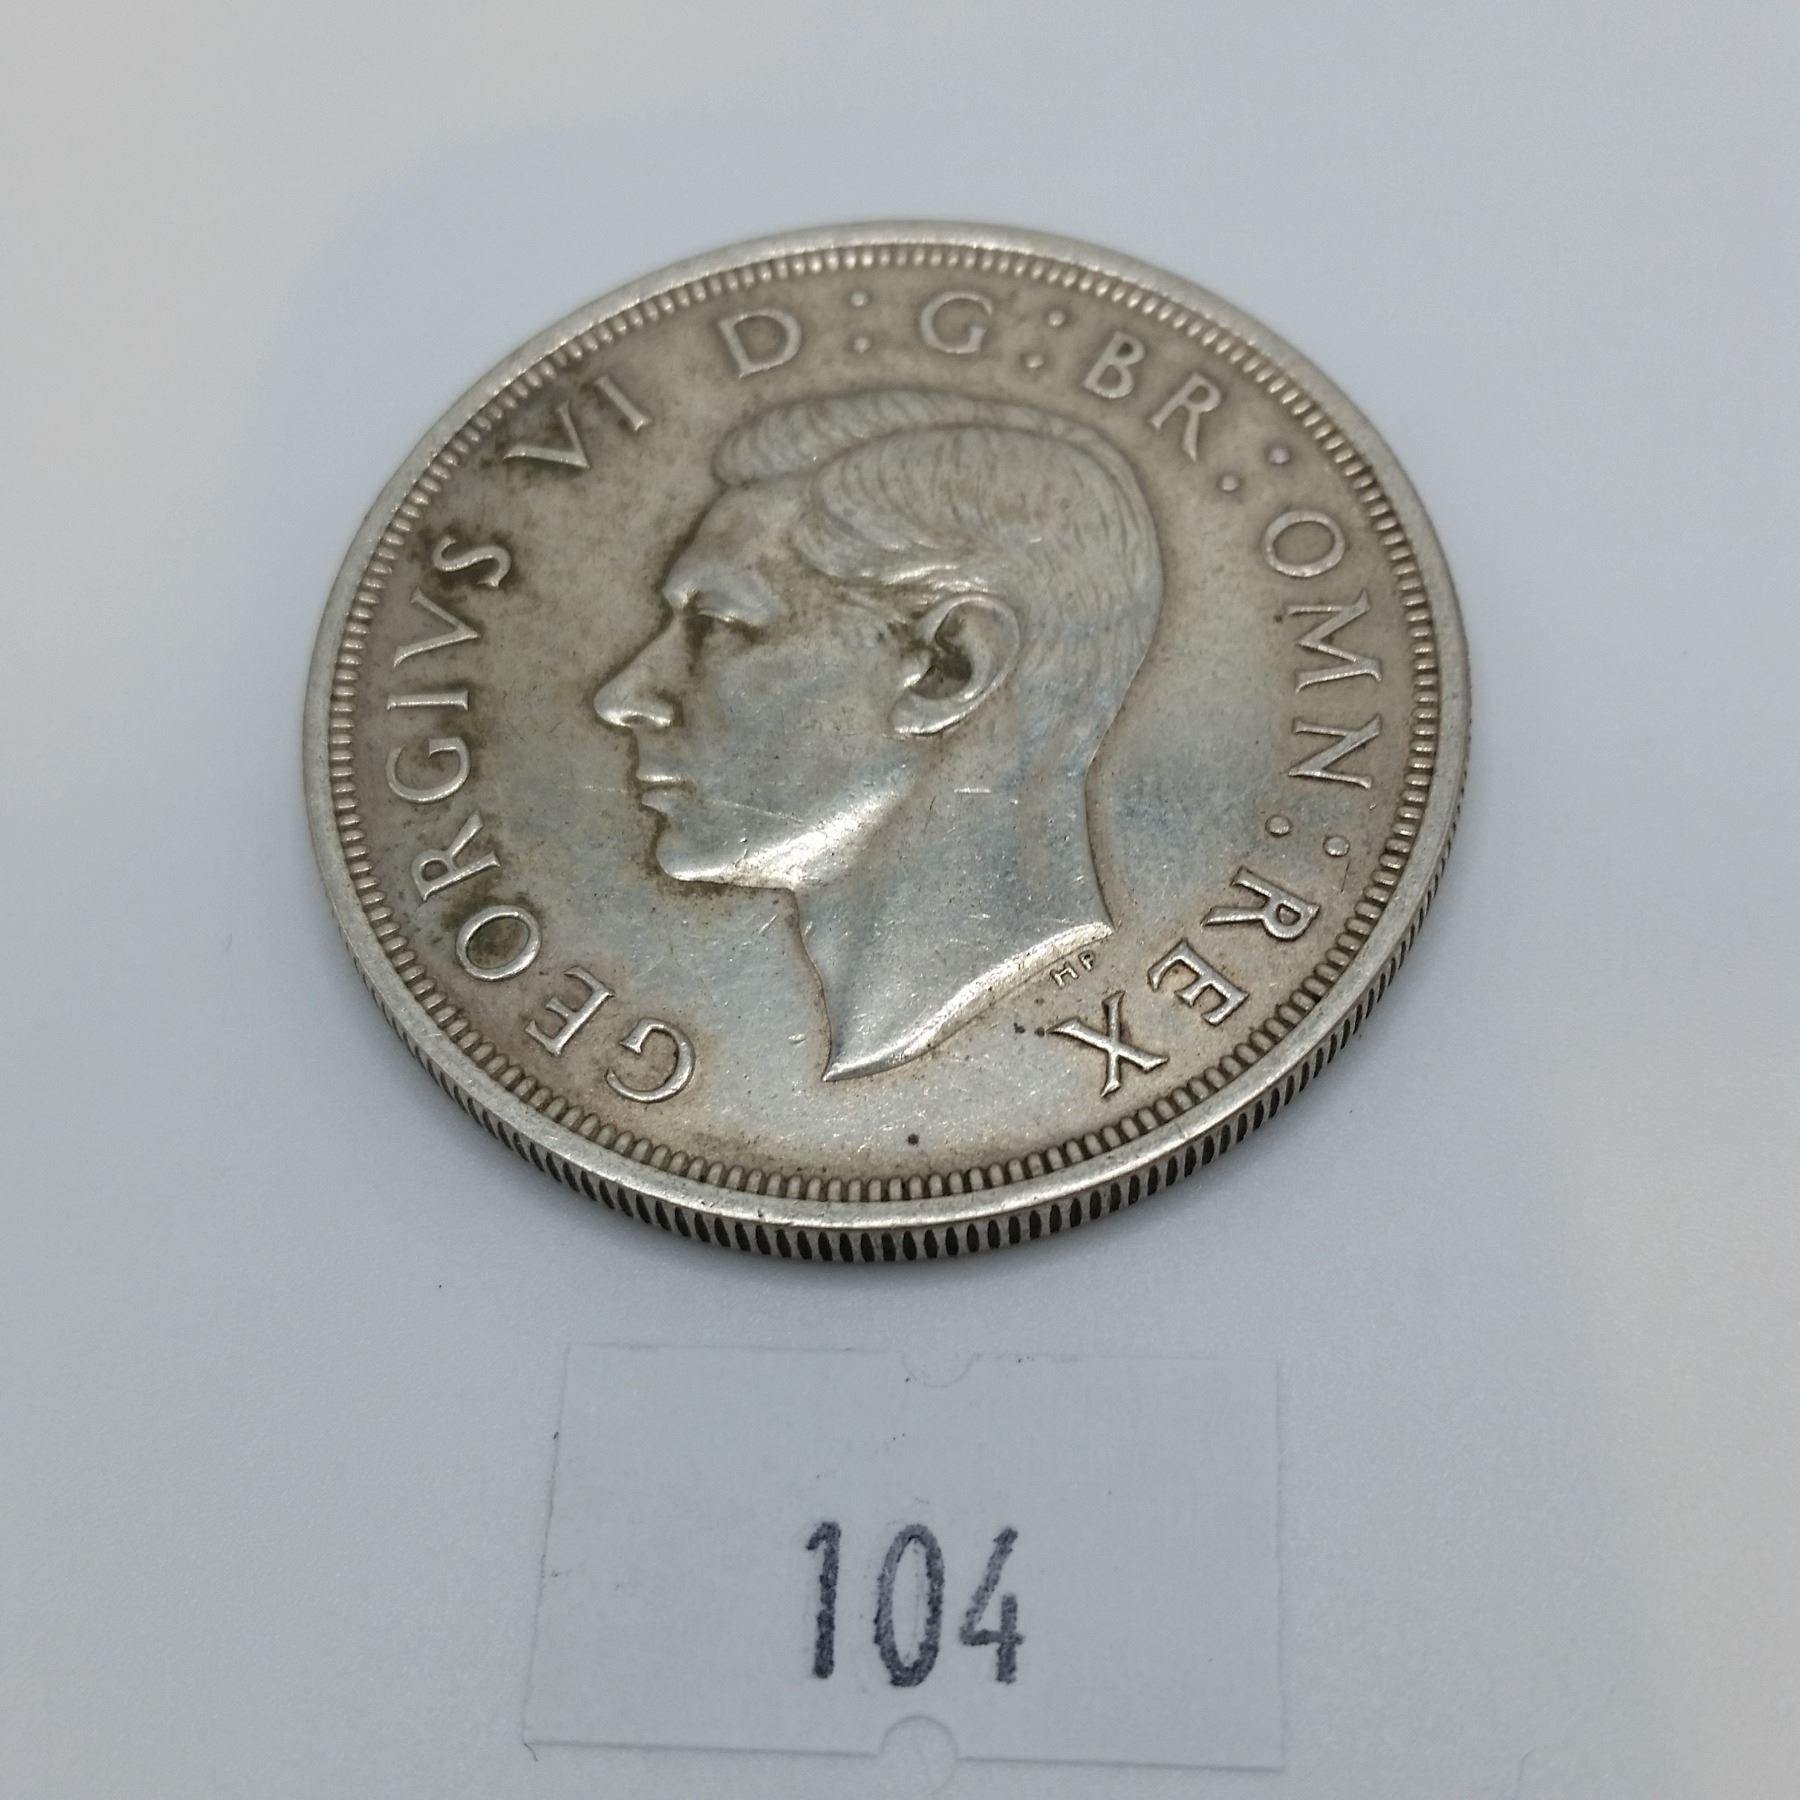 GEORGIVS VI D:G:BR:OMN:REX
HP
104